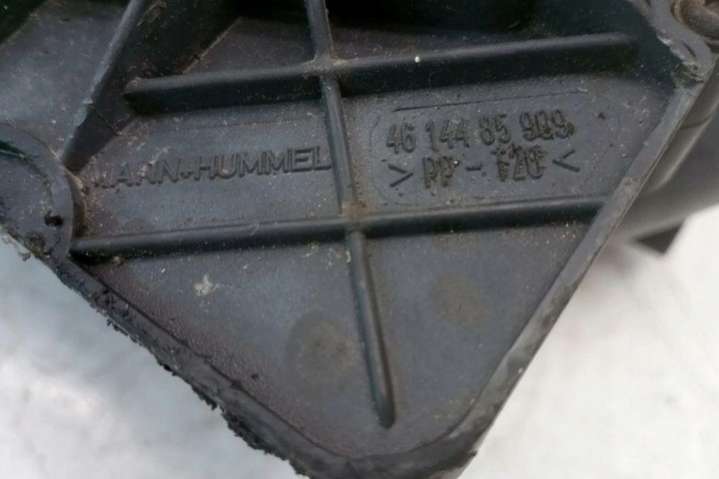 MANN+HUMMEL
46 144 85 909
> PP - T20 <